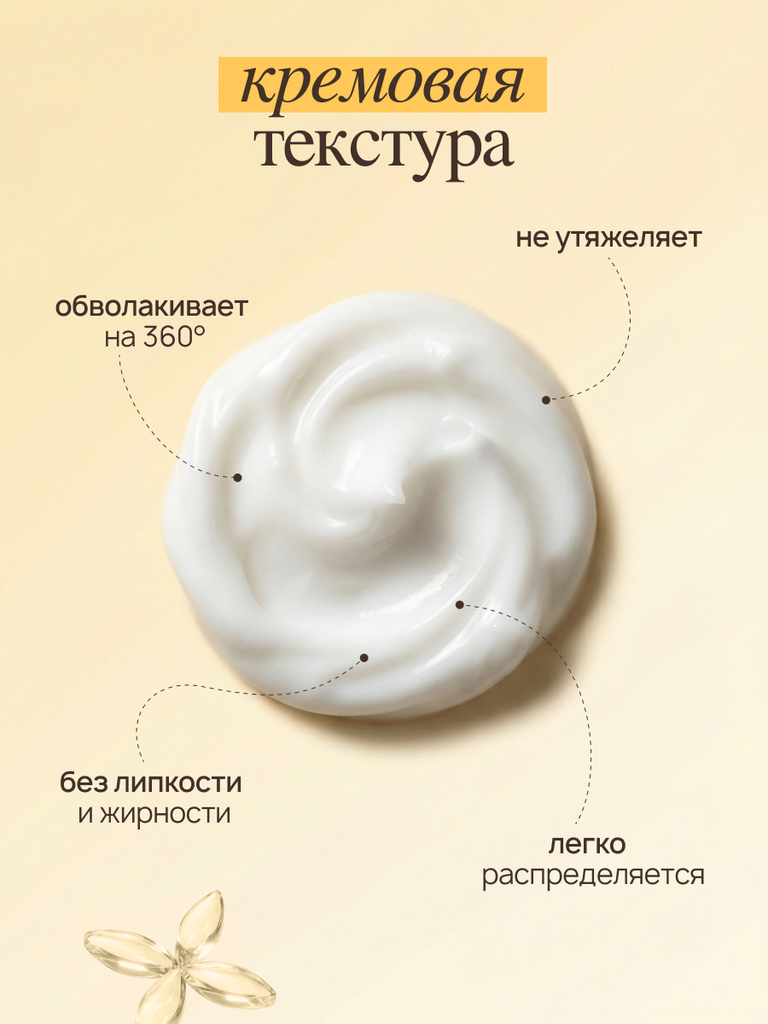 кремовая
текстура
не утяжеляет
обволакивает
на 360°
без липкости
и жирности
легко
распределяется